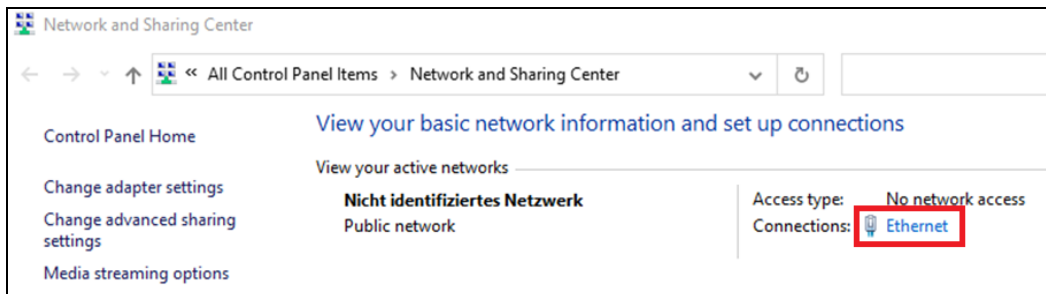 Network and Sharing Center
« All Control Panel Items > Network and Sharing Center
Control Panel Home
Change adapter settings
Change advanced sharing
settings
Media streaming options
View your basic network information and set up connections
View your active networks
Nicht identifiziertes Netzwerk
Public network
Access type: No network access
Connections: Ethernet